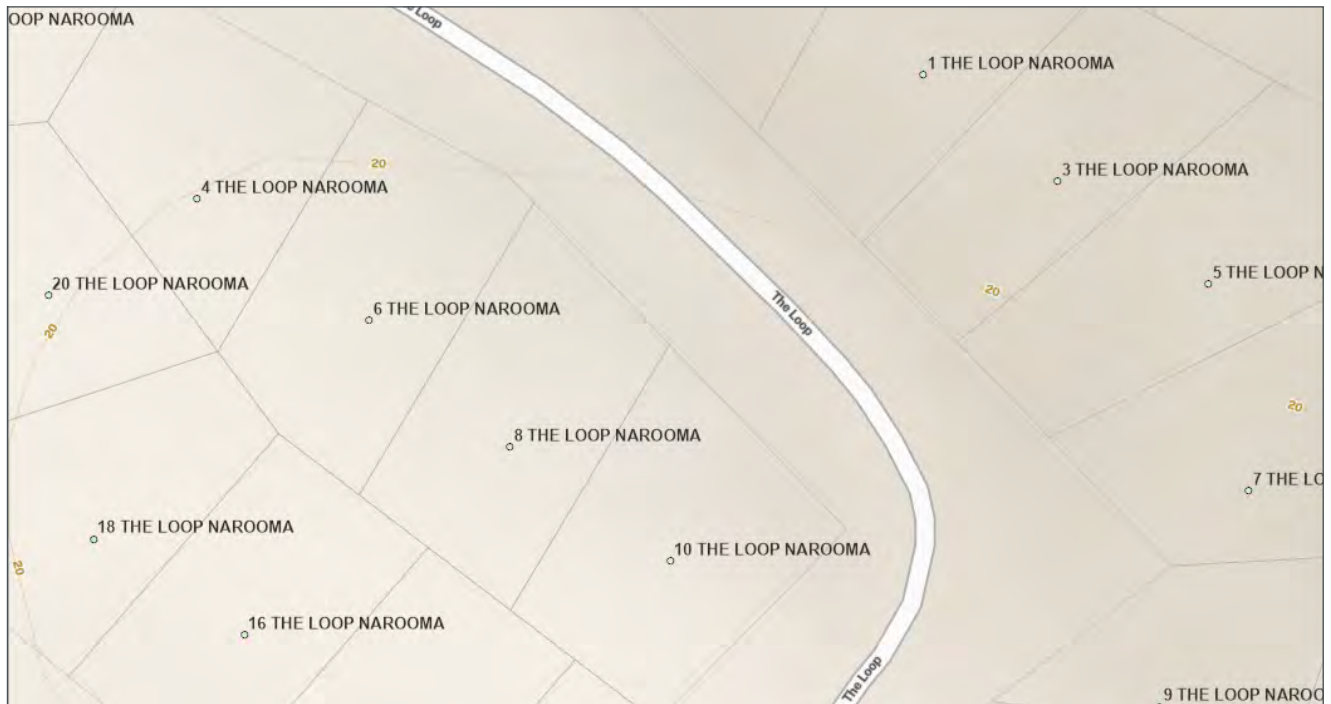 OOP NAROOMA
e Loop
1 THE LOOP NAROOMA
20
3 THE LOOP NAROOMA
4 THE LOOP NAROOMA
5 THE LOOP N
20 THE LOOP NAROOMA
20
The Loop
6 THE LOOP NAROOMA
20
20
8 THE LOOP NAROOMA
7 THE LO
18 THE LOOP NAROOMA
10 THE LOOP NAROOMA
20
16 THE LOOP NAROOMA
The Loop
9 THE LOOP NAROO